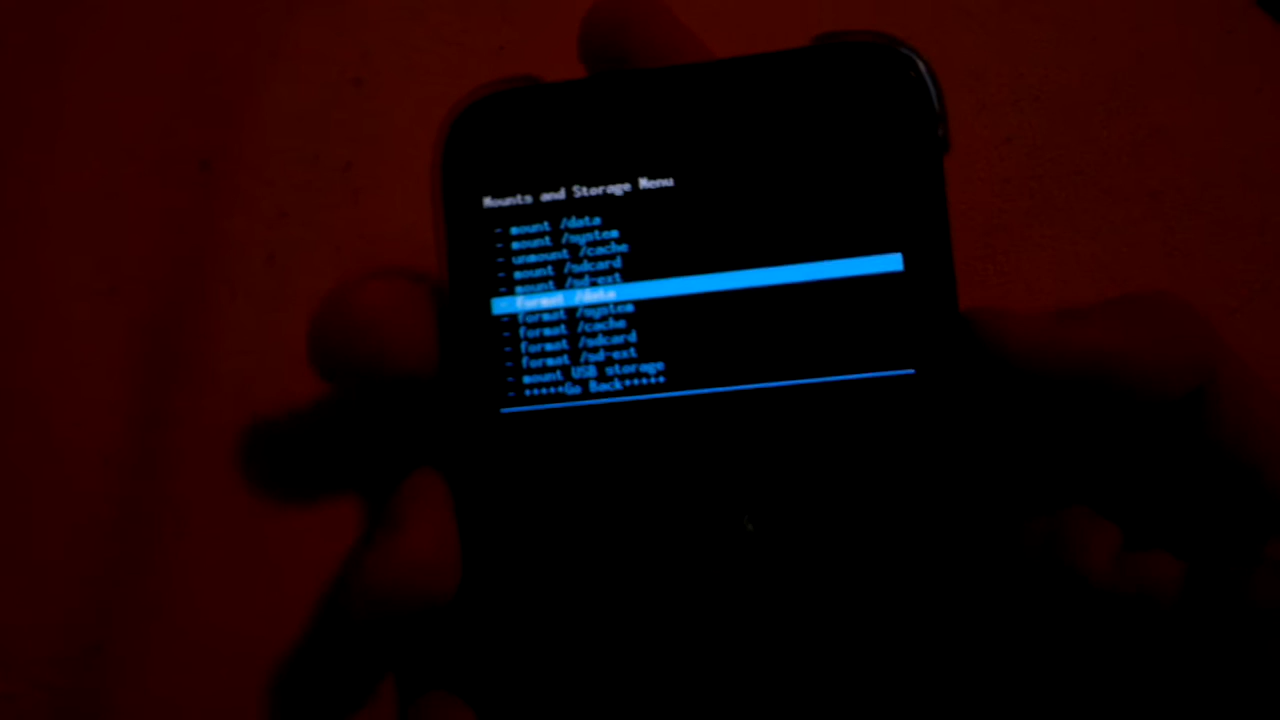 Mounts and Storage Menu
- mount /data
- mount /system
- unmount /cache
- mount /sdcard
- mount /sd-ext
- format /data
- format /system
- format /cache
- format /sdcard
- format /sd-ext
- mount USB storage
- +++++Go Back+++++